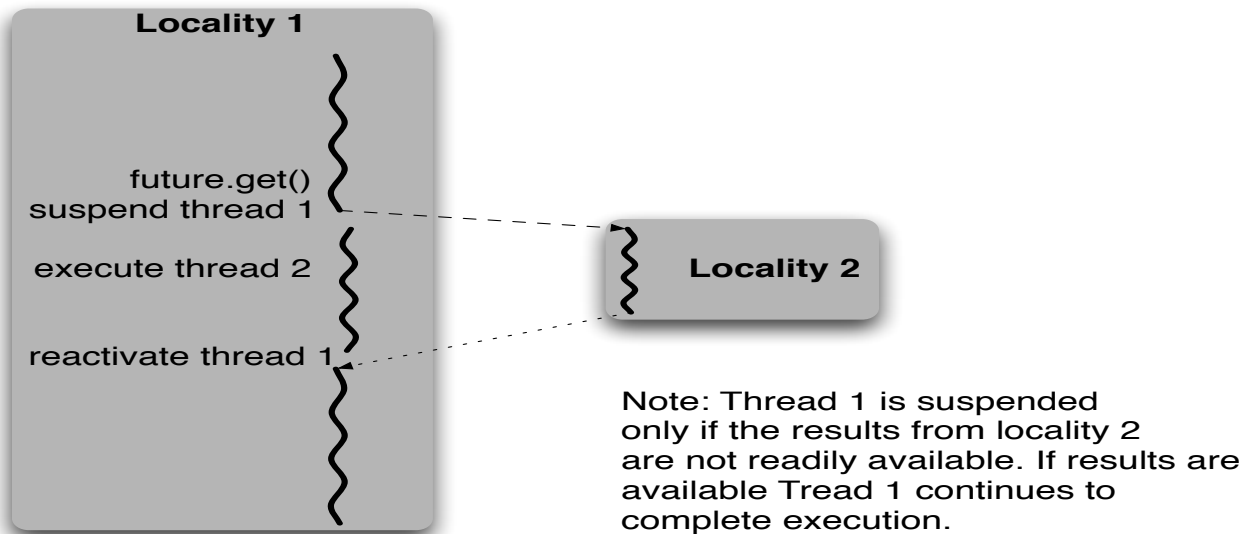 Locality 1
future.get()
suspend thread 1
execute thread 2
reactivate thread 1
Locality 2
Note: Thread 1 is suspended
only if the results from locality 2
are not readily available. If results are
available Tread 1 continues to
complete execution.